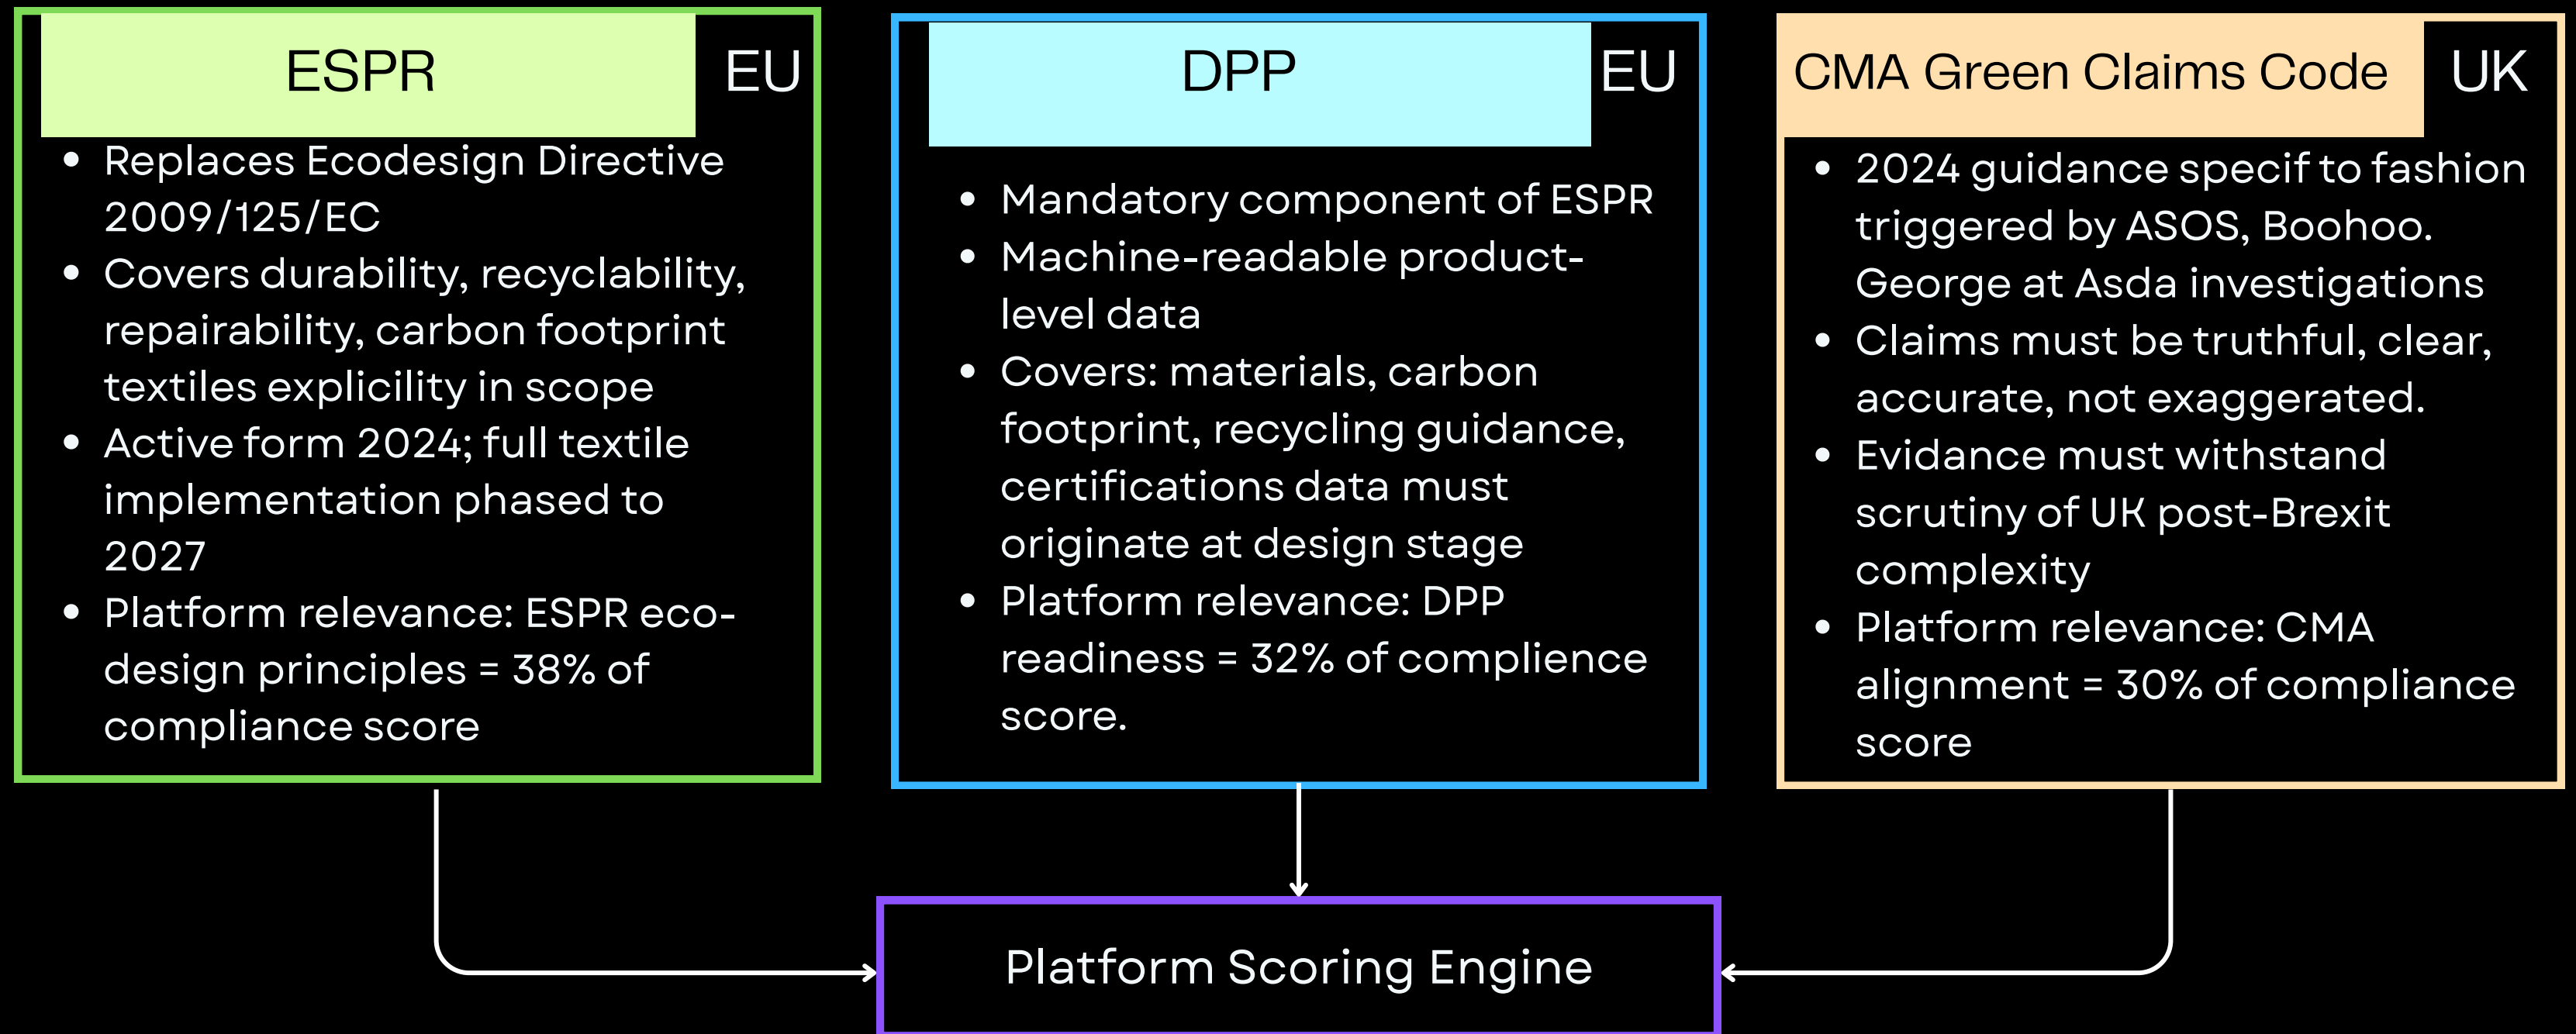 ESPR
EU
• Replaces Ecodesign Directive
2009/125/EC
• Covers durability, recyclability,
repairability, carbon footprint
textiles explicility in scope
• Active form 2024; full textile
implementation phased to
2027
• Platform relevance: ESPR eco-
design principles = 38% of
compliance score
DPP
EU
• Mandatory component of ESPR
• Machine-readable product-
level data
• Covers: materials, carbon
footprint, recycling guidance,
certifications data must
originate at design stage
• Platform relevance: DPP
readiness = 32% of complience
score.
CMA Green Claims Code
UK
• 2024 guidance specif to fashion
triggered by ASOS, Boohoo.
George at Asda investigations
• Claims must be truthful, clear,
accurate, not exaggerated.
• Evidance must withstand
scrutiny of UK post-Brexit
complexity
• Platform relevance: CMA
alignment = 30% of compliance
score
Platform Scoring Engine